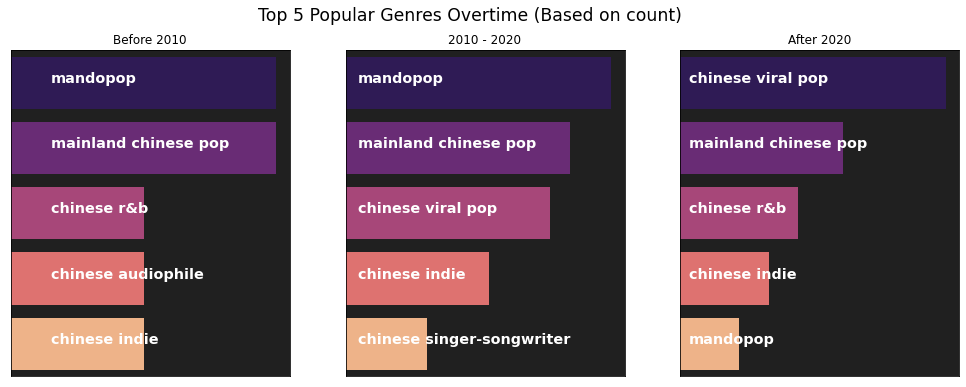 Top 5 Popular Genres Overtime (Based on count)
Before 2010
mandopop
mainland chinese pop
chinese r&b
chinese audiophile
chinese indie
2010 - 2020
mandopop
mainland chinese pop
chinese viral pop
chinese indie
chinese singer-songwriter
After 2020
chinese viral pop
mainland chinese pop
chinese r&b
chinese indie
mandopop